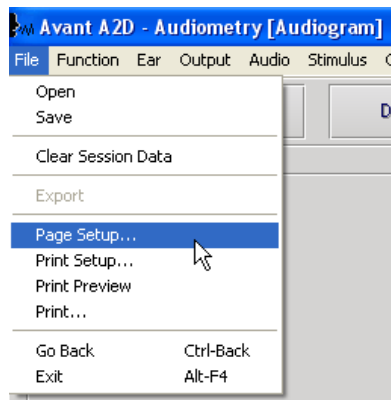 Avant A2D - Audiometry [Audiogram]
File Function Ear Output Audio Stimulus
Open
Save
Clear Session Data
Export
Page Setup...
Print Setup...
Print Preview
Print...
Go Back Ctrl-Back
Exit Alt-F4